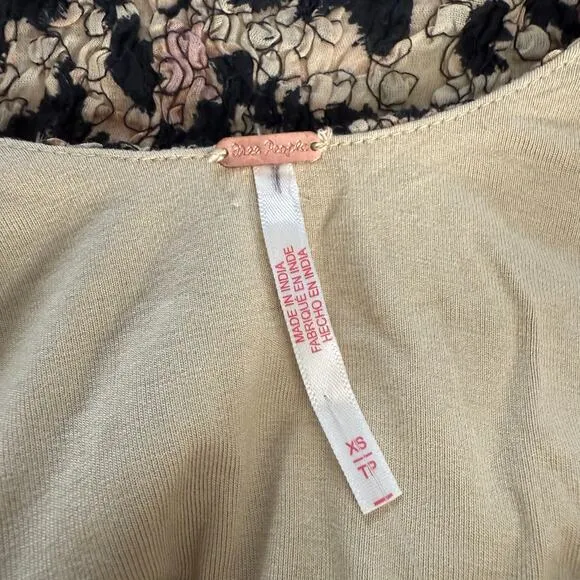 Free People
MADE IN INDIA
FABRIQUÉ EN INDE
HECHO EN INDIA
XS
TP